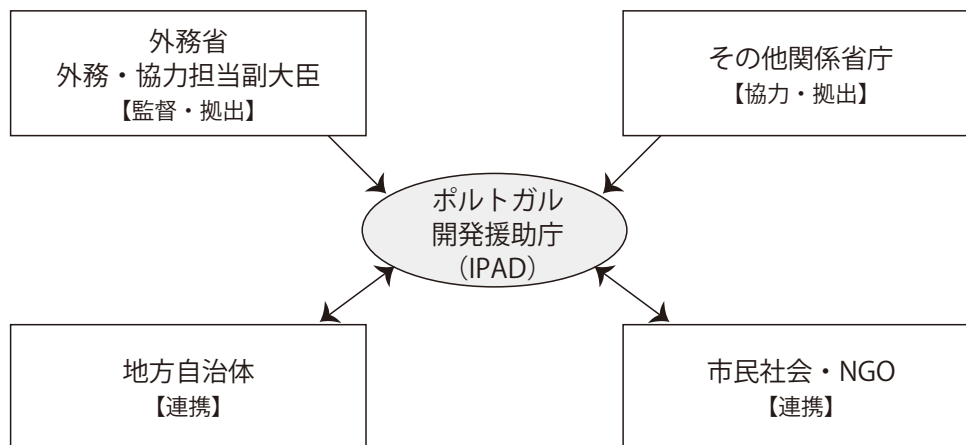 外務省
外務・協力担当副大臣
【監督・拠出】
その他関係省庁
【協力・拠出】
ポルトガル
開発援助庁
（IPAD）
地方自治体
【連携】
市民社会・NGO
【連携】